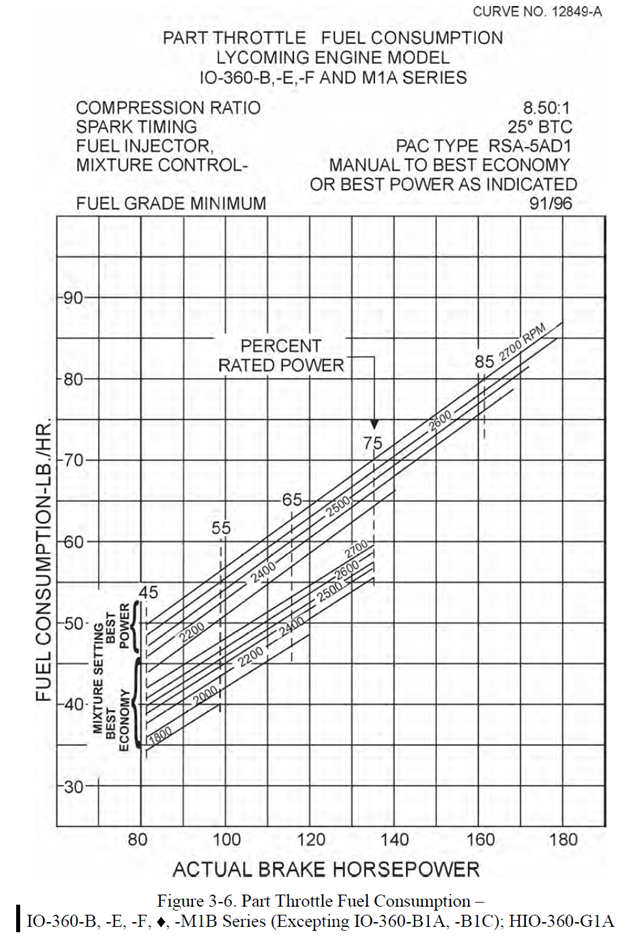 CURVE NO. 12849-A
PART THROTTLE FUEL CONSUMPTION
LYCOMING ENGINE MODEL
IO-360-B,-E,-F AND M1A SERIES
COMPRESSION RATIO 8.50:1
SPARK TIMING 25° BTC
FUEL INJECTOR, PAC TYPE RSA-5AD1
MIXTURE CONTROL- MANUAL TO BEST ECONOMY
OR BEST POWER AS INDICATED
FUEL GRADE MINIMUM 91/96
FUEL CONSUMPTION-LB./HR.
90
80
70
60
50
40
30
PERCENT
RATED POWER
85
75
65
55
45
2700 RPM
2600
2500
2400
2200
2700
2600
2500
2400
2200
2000
1800
MIXTURE SETTING
BEST
POWER
BEST
ECONOMY
80 100 120 140 160 180
ACTUAL BRAKE HORSEPOWER
Figure 3-6. Part Throttle Fuel Consumption –
IO-360-B, -E, -F, ♦, -M1B Series (Excepting IO-360-B1A, -B1C); HIO-360-G1A